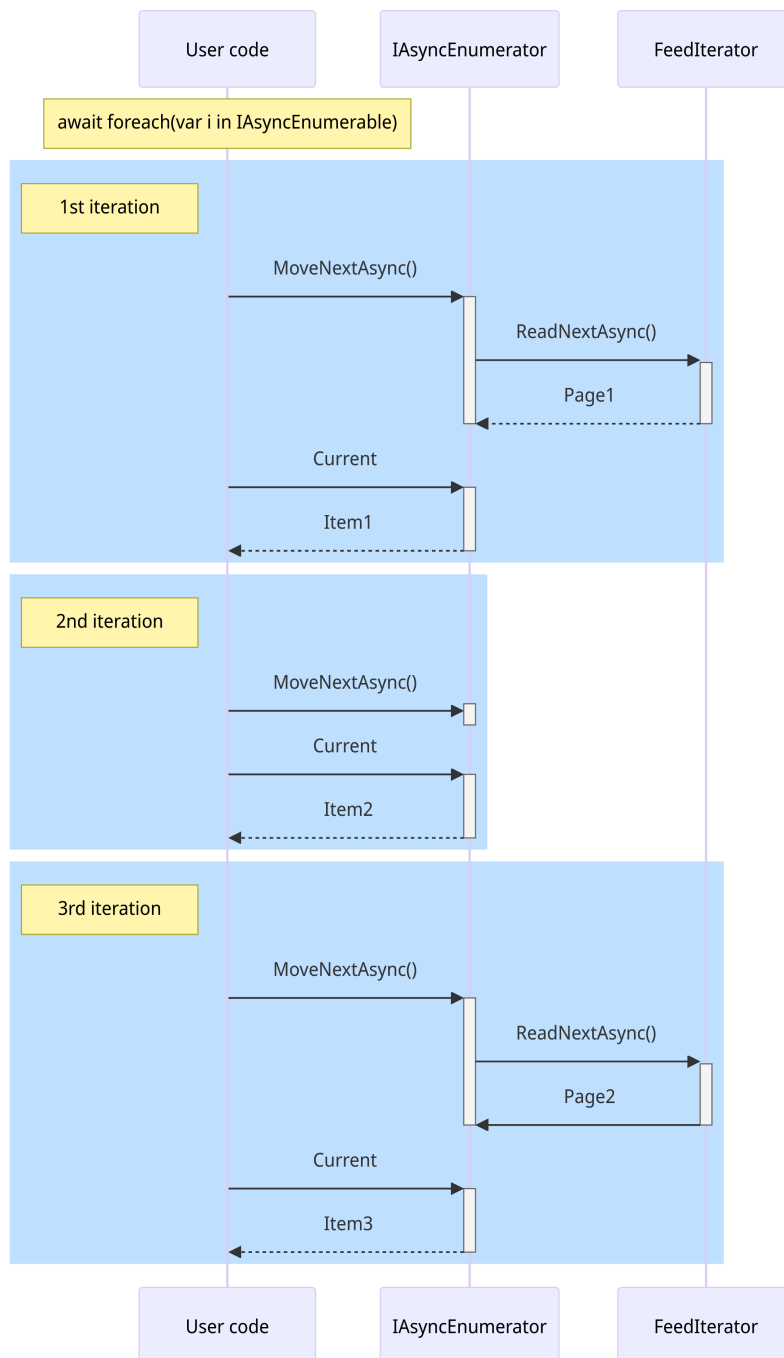 User code
IAsyncEnumerator
FeedIterator
await foreach(var i in IAsyncEnumerable)
1st iteration
MoveNextAsync()
ReadNextAsync()
Page1
Current
Item1
2nd iteration
MoveNextAsync()
Current
Item2
3rd iteration
MoveNextAsync()
ReadNextAsync()
Page2
Current
Item3
User code
IAsyncEnumerator
FeedIterator